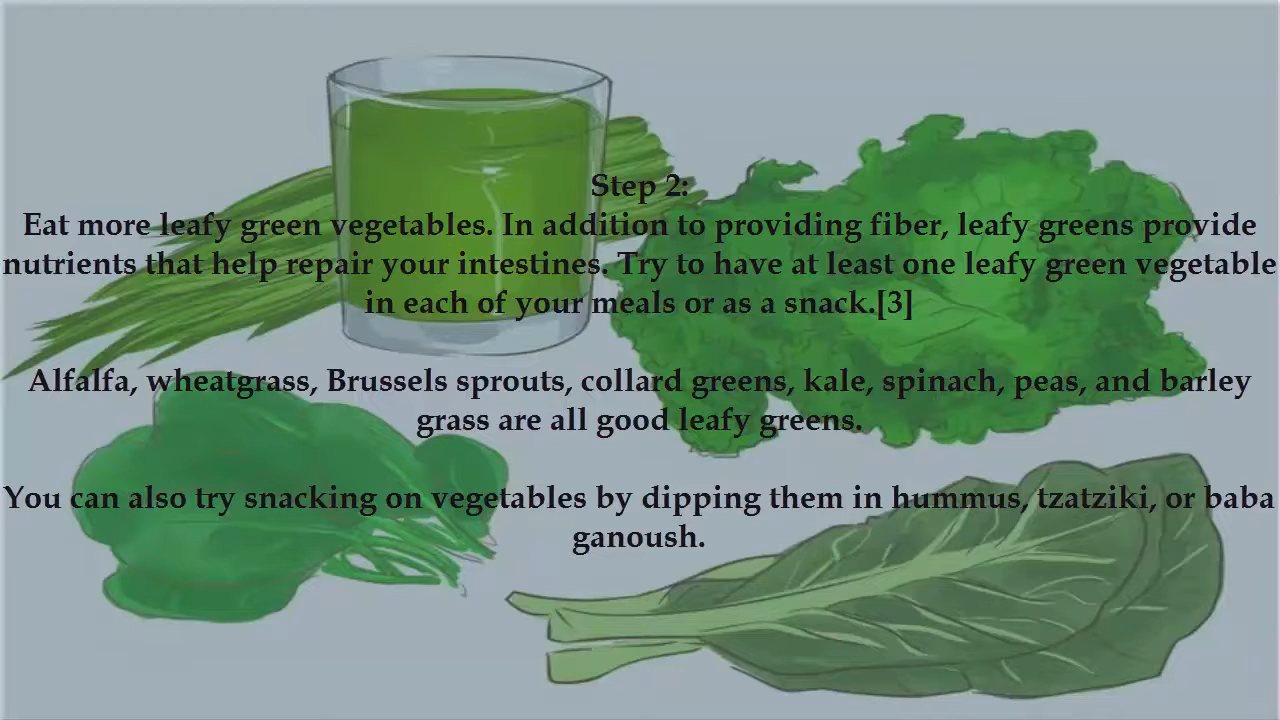 Step 2:
Eat more leafy green vegetables. In addition to providing fiber, leafy greens provide
nutrients that help repair your intestines. Try to have at least one leafy green vegetable
in each of your meals or as a snack.[3]
Alfalfa, wheatgrass, Brussels sprouts, collard greens, kale, spinach, peas, and barley
grass are all good leafy greens.
You can also try snacking on vegetables by dipping them in hummus, tzatziki, or baba
ganoush.